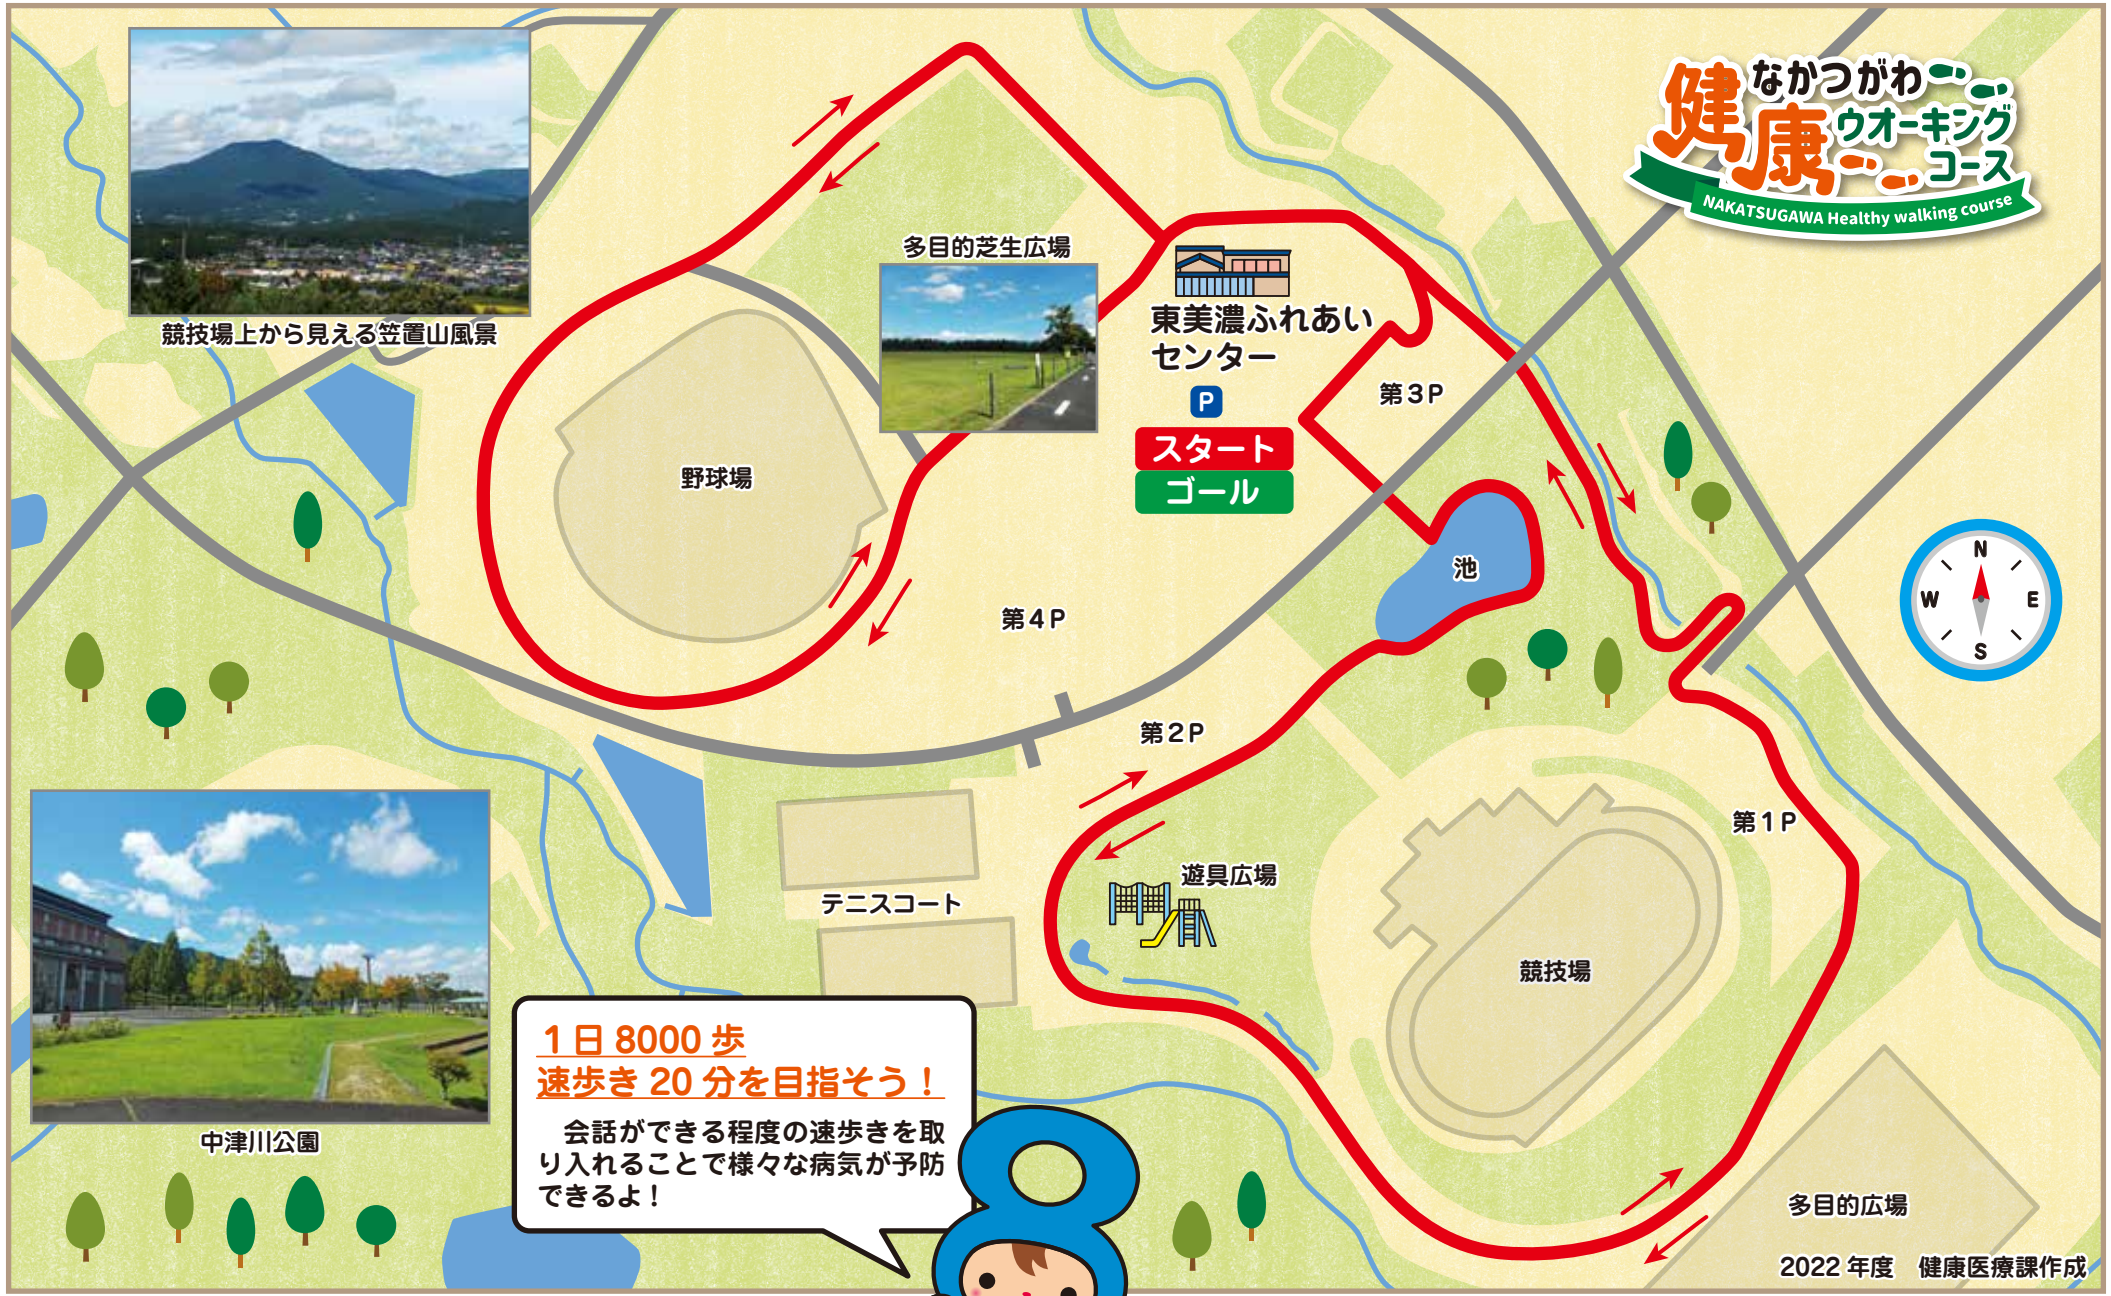 なかつがわ
健康
ウオーキング
コース
NAKATSUGAWA Healthy walking course
競技場上から見える笠置山風景
多目的芝生広場
東美濃ふれあい
センター
P
スタート
ゴール
第3P
野球場
池
第4P
N
W
E
S
第2P
第1P
遊具広場
テニスコート
競技場
中津川公園
1日8000歩
速歩き20分を目指そう！
会話ができる程度の速歩きを取
り入れることで様々な病気が予防
できるよ！
多目的広場
2022年度　健康医療課作成